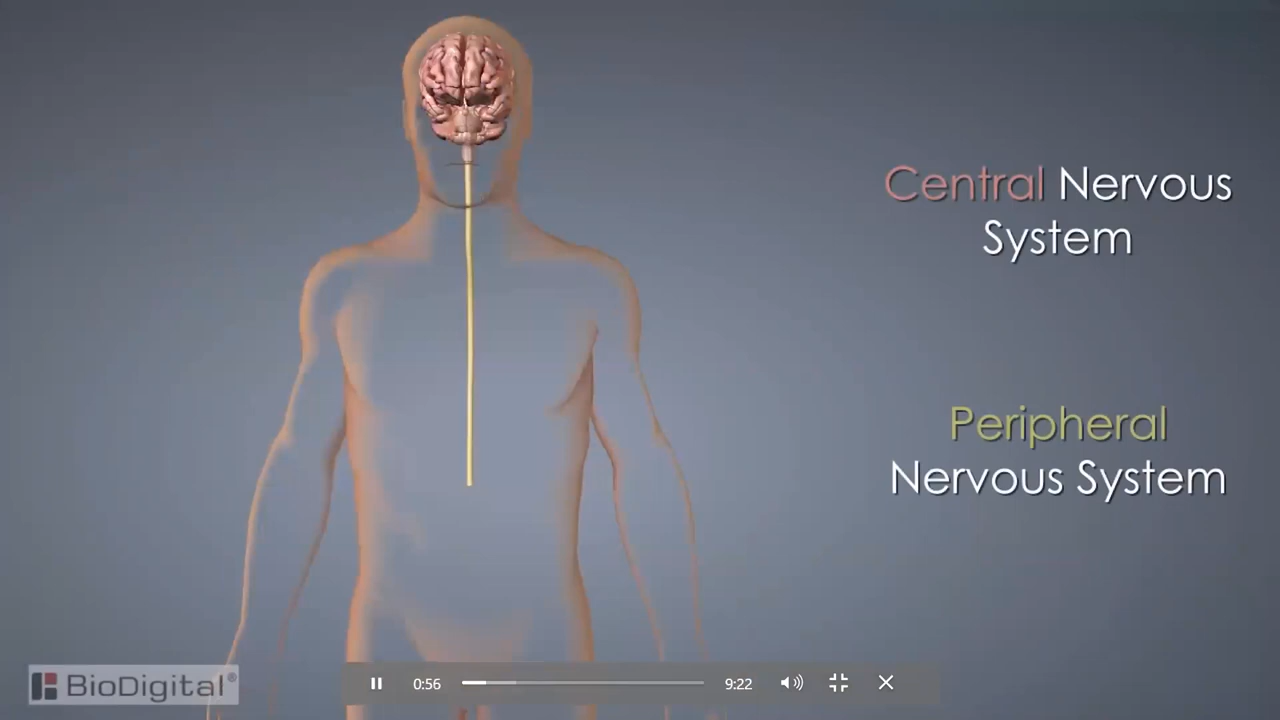 Central Nervous
System
Peripheral
Nervous System
BioDigital®
0:56
9:22